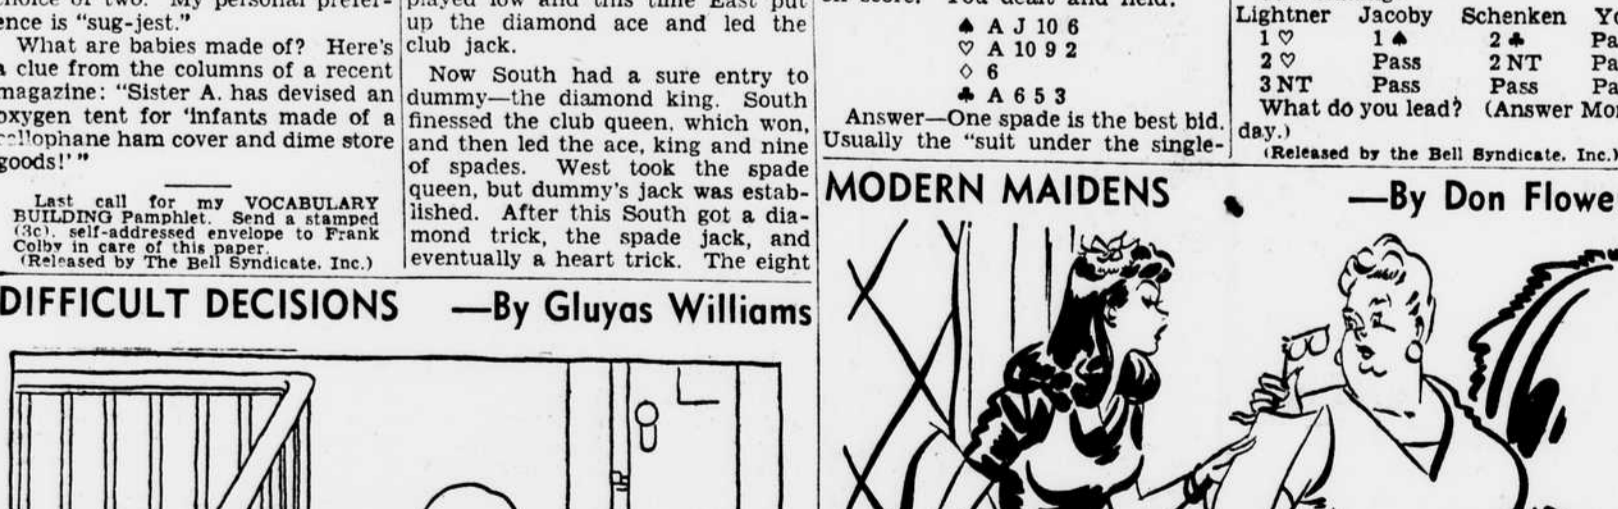 ence is "sug-jest."
What are babies made of? Here's
a clue from the columns of a recent
magazine: "Sister A. has devised an
oxygen tent for 'infants made of a
cellophane ham cover and dime store
goods!'"
Last call for my VOCABULARY
BUILDING Pamphlet. Send a stamped
(3c). self-addressed envelope to Frank
Colby in care of this paper.
(Released by The Bell Syndicate. Inc.)
played low and this time East put
up the diamond ace and led the
club jack.
Now South had a sure entry to
dummy—the diamond king. South
finessed the club queen, which won,
and then led the ace, king and nine
of spades. West took the spade
queen, but dummy's jack was estab-
lished. After this South got a dia-
mond trick, the spade jack, and
eventually a heart trick. The eight
DIFFICULT DECISIONS —By Gluyas Williams
♠ A J 10 6
♡ A 10 9 2
◇ 6
♣ A 6 5 3
Answer—One spade is the best bid.
Usually the "suit under the single-
Lightner Jacoby Schenken
1 ♡ 1 ♠ 2 ♣ Pa
2 ♡ Pass 2 NT Pa
3 NT Pass Pass Pa
What do you lead? (Answer Mon
day.)
(Released by the Bell Syndicate. Inc.)
MODERN MAIDENS —By Don Flowe